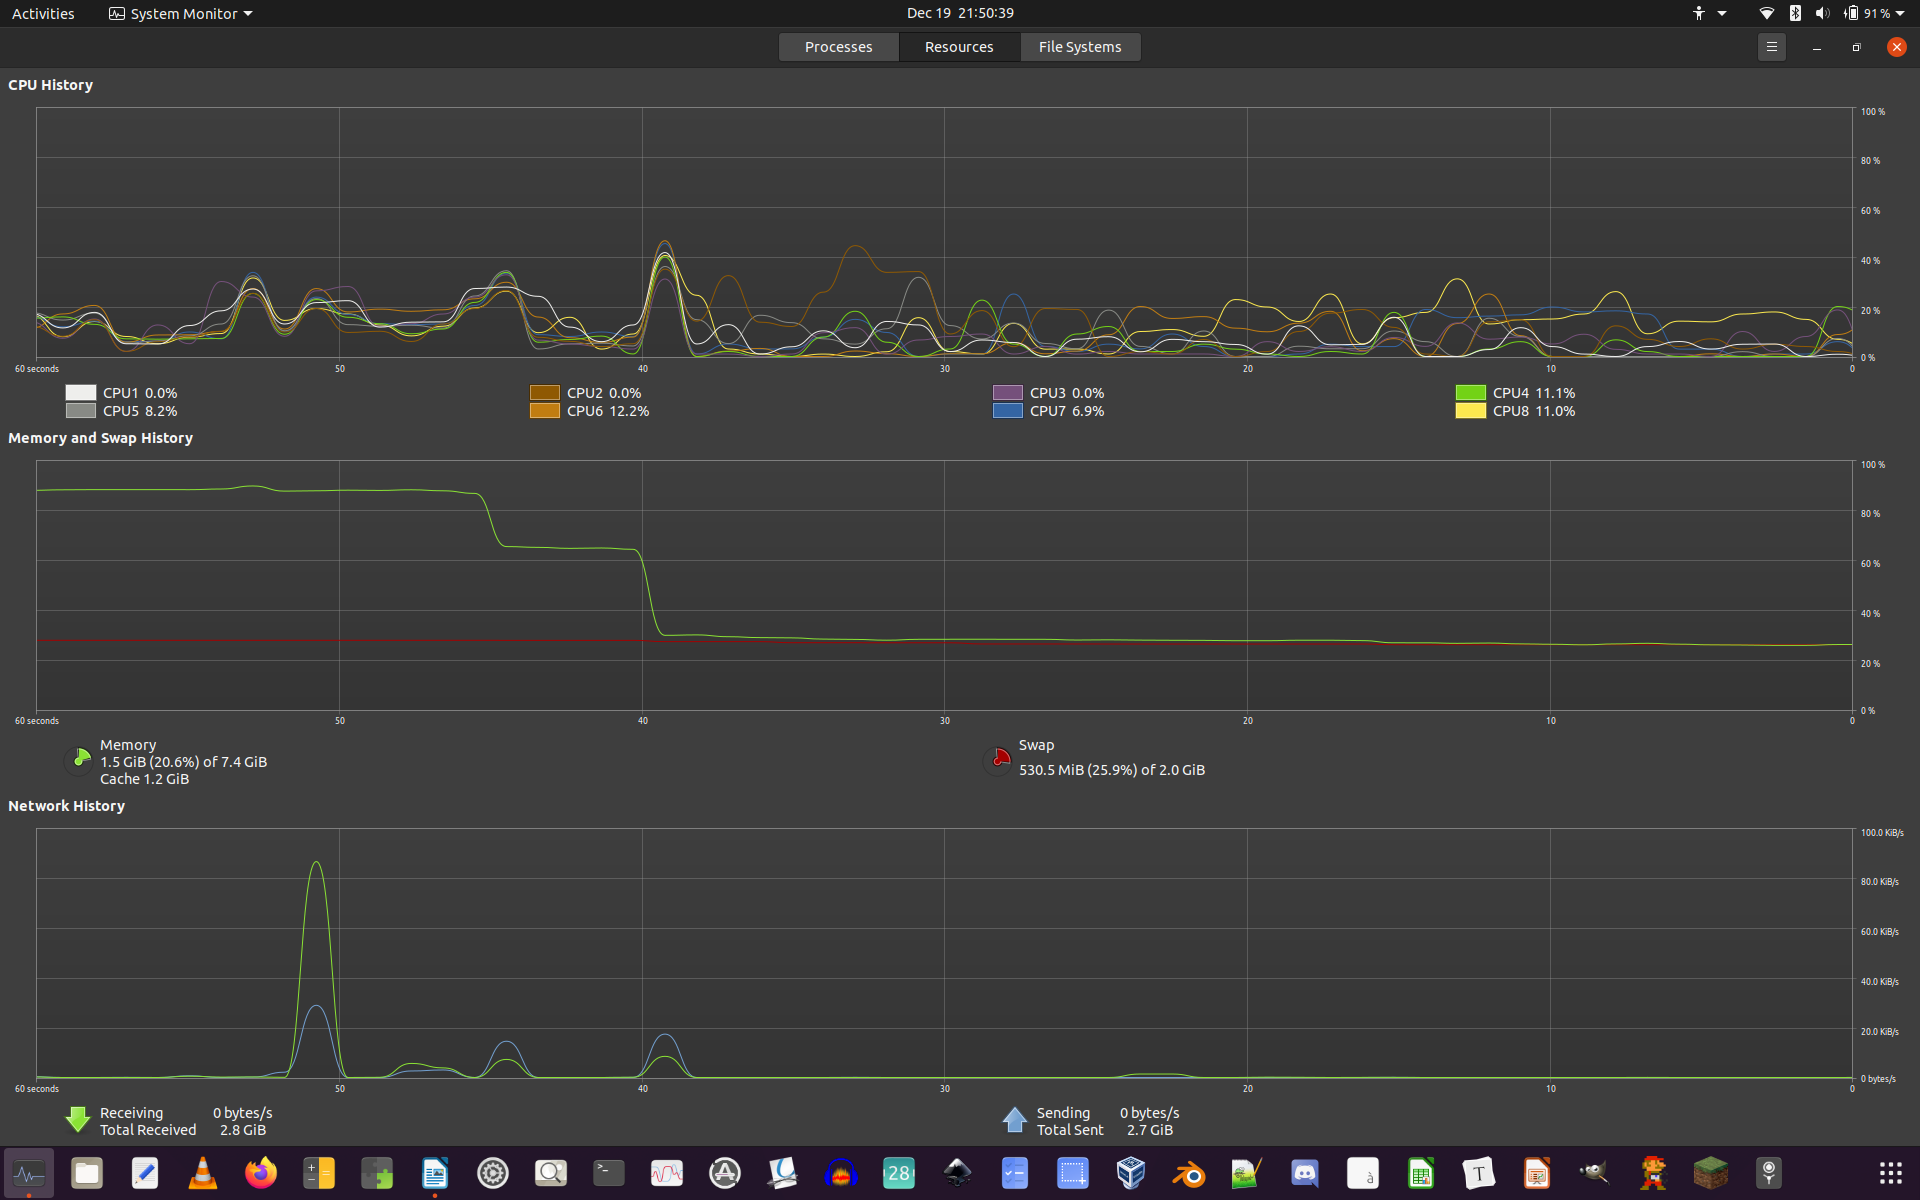 Activities System Monitor Dec 19 21:50:39 91 %
Processes Resources File Systems
CPU History
100 %
80 %
60 %
40 %
20 %
0 %
60 seconds 50 40 30 20 10 0
CPU1 0.0% CPU2 0.0% CPU3 0.0% CPU4 11.1%
CPU5 8.2% CPU6 12.2% CPU7 6.9% CPU8 11.0%
Memory and Swap History
100 %
80 %
60 %
40 %
20 %
0 %
60 seconds 50 40 30 20 10 0
Memory
1.5 GiB (20.6%) of 7.4 GiB
Cache 1.2 GiB
Swap
530.5 MiB (25.9%) of 2.0 GiB
Network History
100.0 KiB/s
80.0 KiB/s
60.0 KiB/s
40.0 KiB/s
20.0 KiB/s
0 bytes/s
60 seconds 50 40 30 20 10 0
Receiving 0 bytes/s
Total Received 2.8 GiB
Sending 0 bytes/s
Total Sent 2.7 GiB
28
à
T